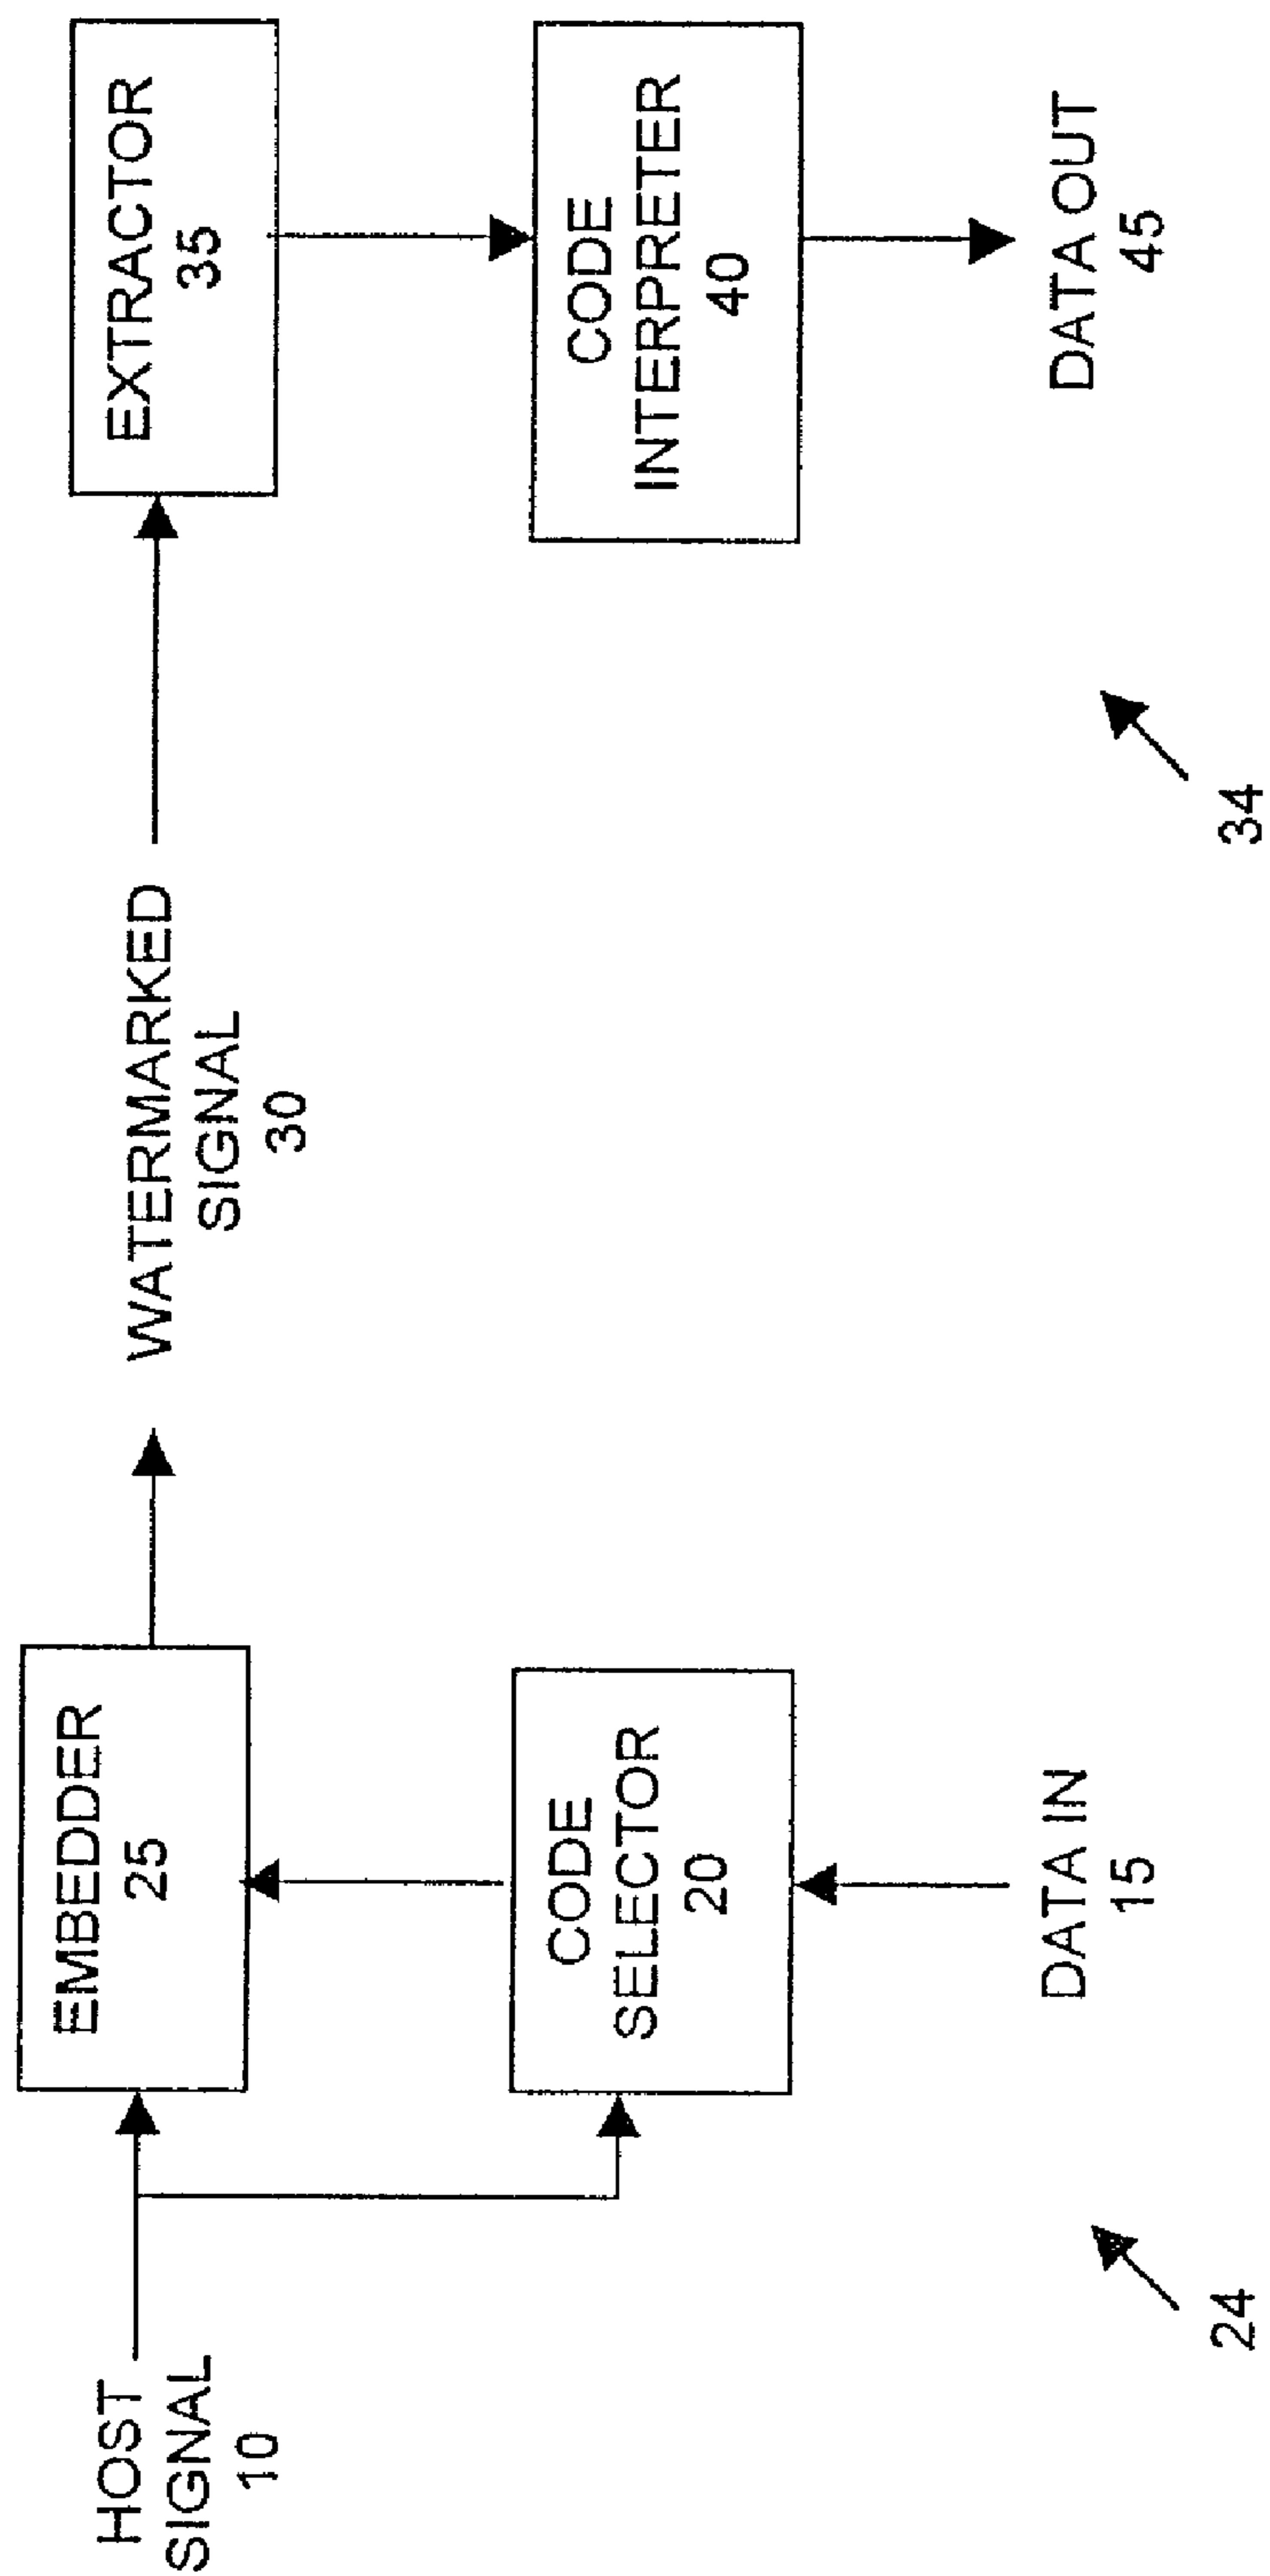 HOST
SIGNAL
10
EMBEDDER
25
CODE
SELECTOR
20
DATA IN
15
24
WATERMARKED
SIGNAL
30
EXTRACTOR
35
CODE
INTERPRETER
40
DATA OUT
45
34